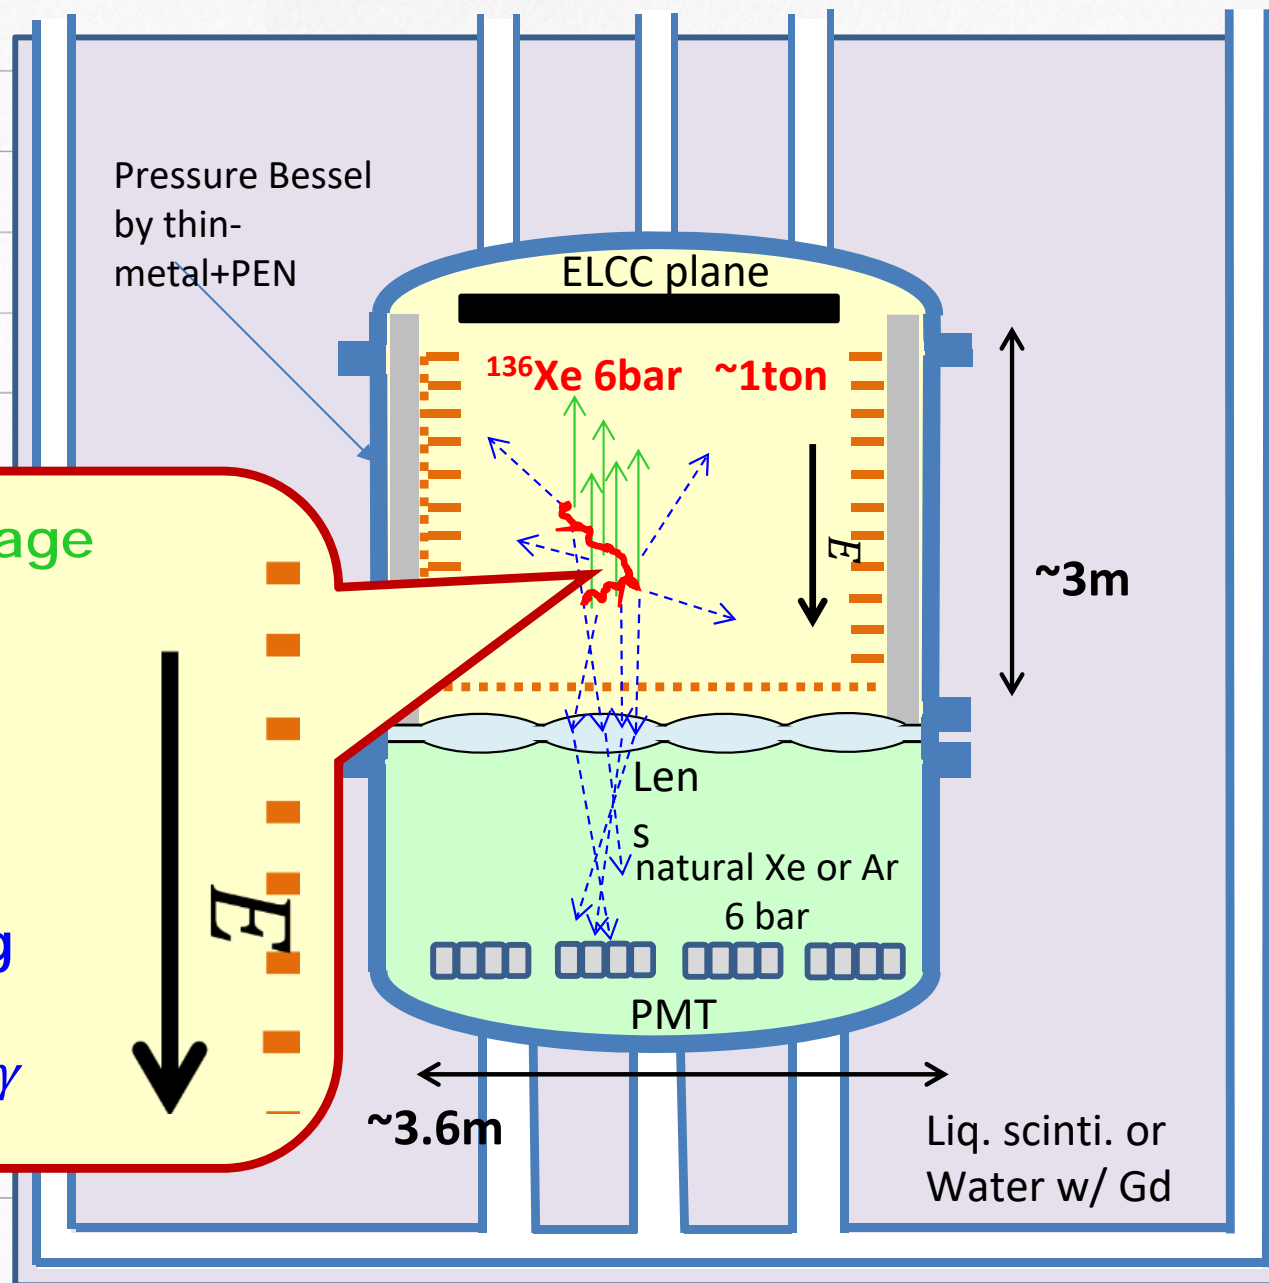 Pressure Bessel
by thin-
metal+PEN
ELCC plane
¹³⁶Xe 6bar ~1ton
age
E
~3m
E
Len
s
natural Xe or Ar
6 bar
g
γ
PMT
~3.6m
Liq. scinti. or
Water w/ Gd